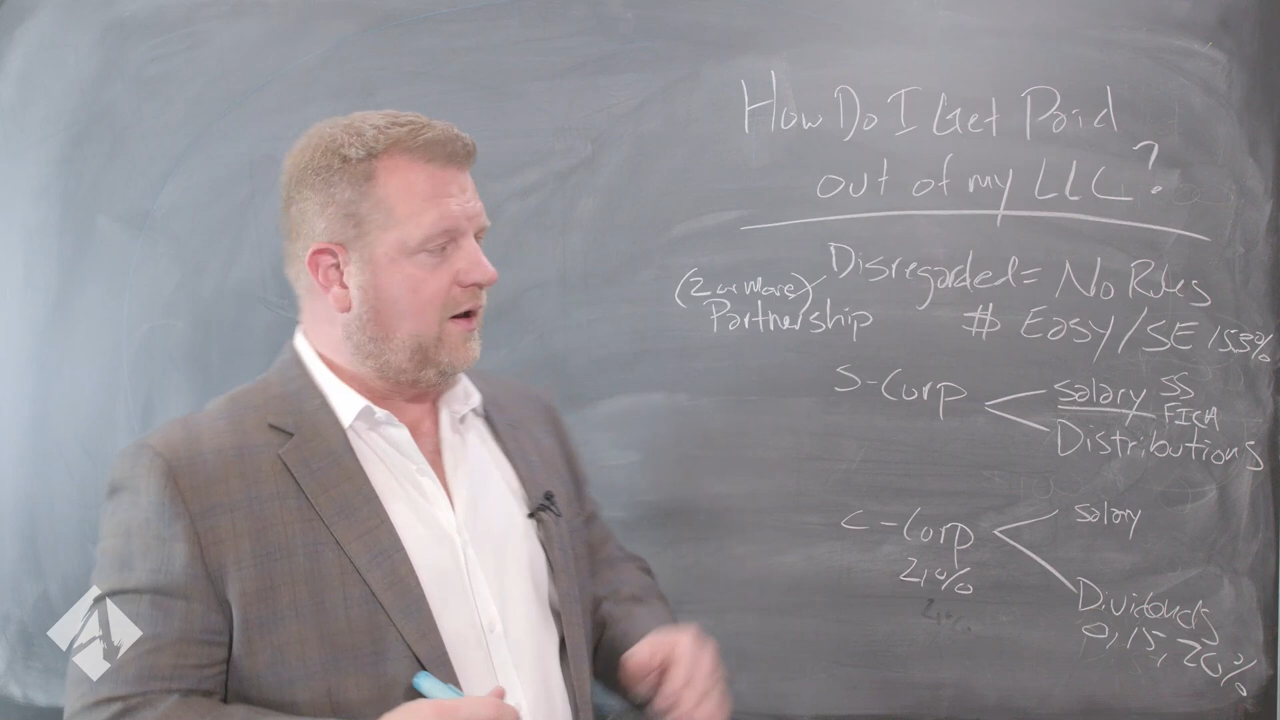 How Do I Get Paid
out of my LLC?
Disregarded = No Rules
(2 or more)
Partnership
$ Easy/SE 15.3%
S-Corp
Salary SS
FICA
Distributions
C-Corp
21%
Salary
Dividends
0, 15, 20%
A